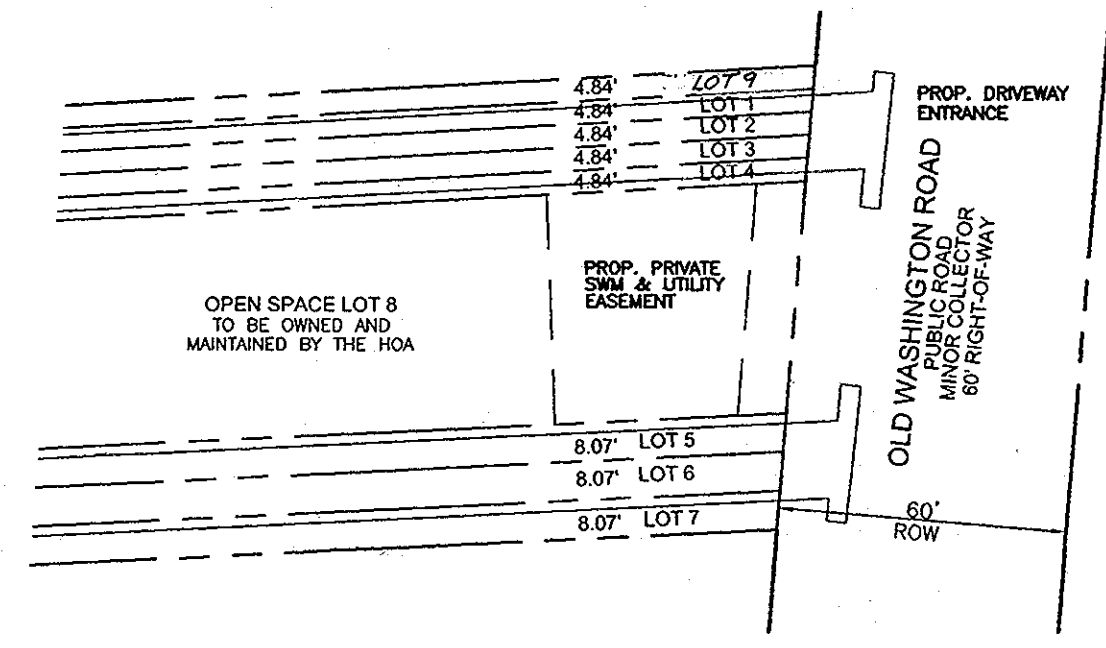 4.84' LOT 9
4.84' LOT 1
4.84' LOT 2
4.84' LOT 3
4.84' LOT 4
PROP. DRIVEWAY
ENTRANCE
OLD WASHINGTON ROAD
PUBLIC ROAD
MINOR COLLECTOR
60' RIGHT-OF-WAY
PROP. PRIVATE
SWM & UTILITY
EASEMENT
OPEN SPACE LOT 8
TO BE OWNED AND
MAINTAINED BY THE HOA
8.07' LOT 5
8.07' LOT 6
8.07' LOT 7
60'
ROW